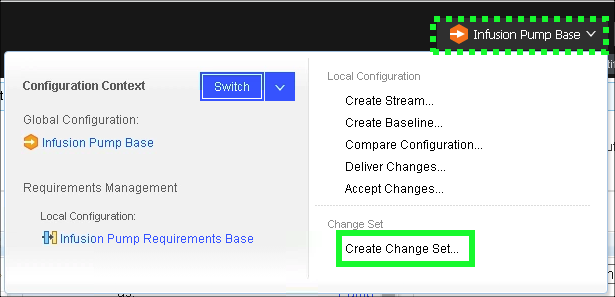 Infusion Pump Base
Configuration Context
Switch
Global Configuration:
Infusion Pump Base
Requirements Management
Local Configuration:
Infusion Pump Requirements Base
Local Configuration
Create Stream...
Create Baseline...
Compare Configuration...
Deliver Changes...
Accept Changes...
Change Set
Create Change Set...